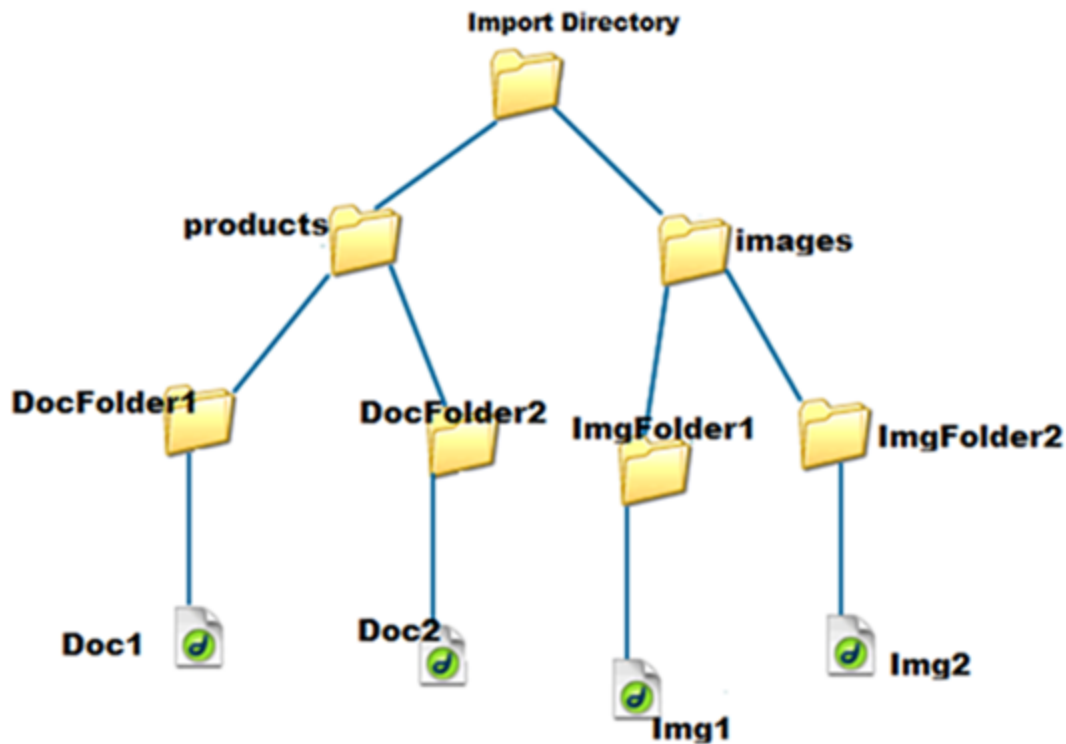 Import Directory
products
images
DocFolder1
DocFolder2
ImgFolder1
ImgFolder2
Doc1
Doc2
Img1
Img2